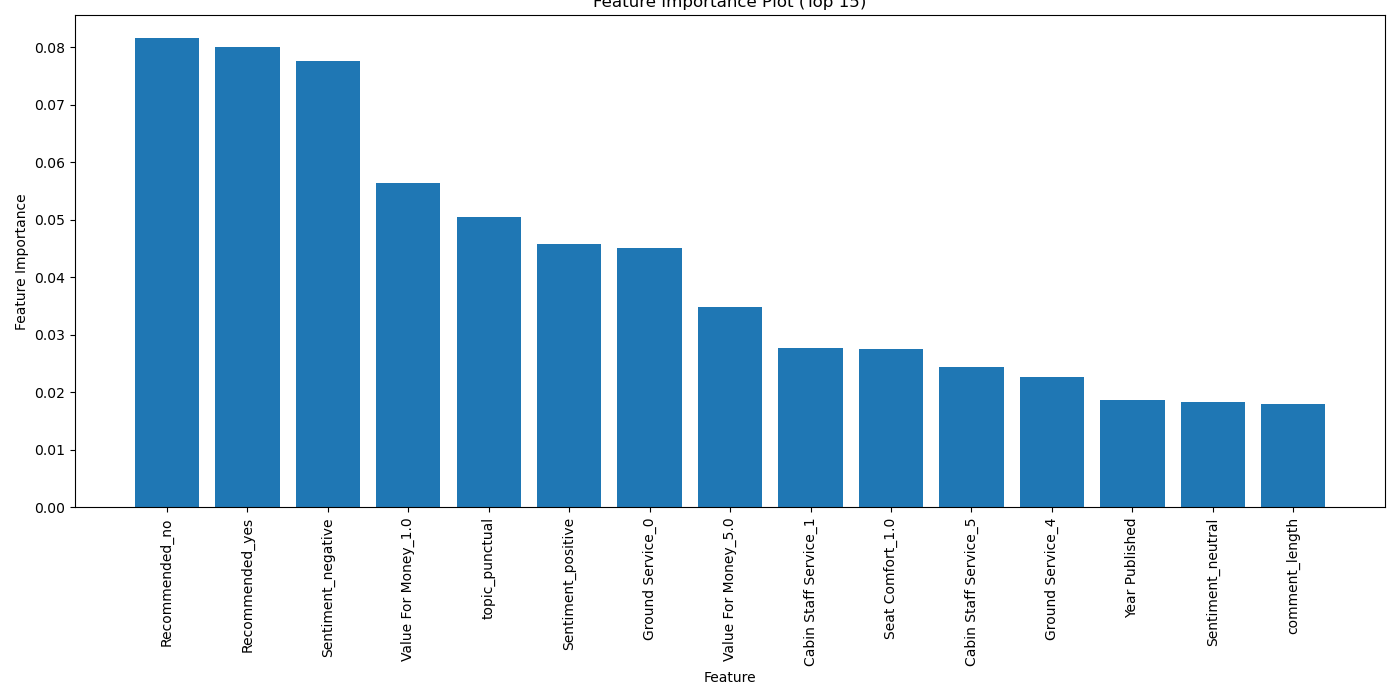 Feature Importance Plot (Top 15)
0.08
0.07
0.06
0.05
0.04
0.03
0.02
0.01
0.00
Feature Importance
Recommended_no
Recommended_yes
Sentiment_negative
Value For Money_1.0
topic_punctual
Sentiment_positive
Ground Service_0
Value For Money_5.0
Cabin Staff Service_1
Seat Comfort_1.0
Cabin Staff Service_5
Ground Service_4
Year Published
Sentiment_neutral
comment_length
Feature